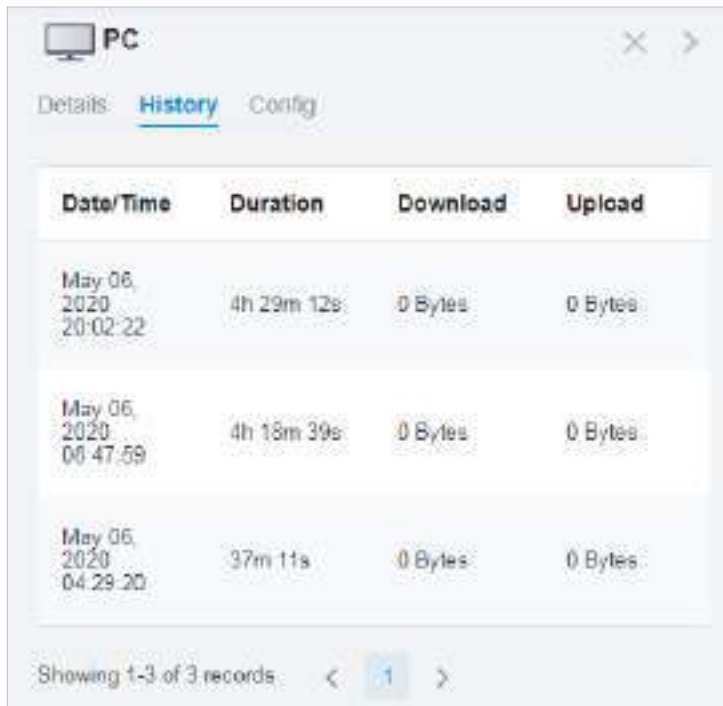 PC
Details History Config
Date/Time Duration Download Upload
May 06,
2020 4h 29m 12s 0 Bytes 0 Bytes
20:02:22
May 06,
2020 4h 18m 39s 0 Bytes 0 Bytes
06:47:59
May 06,
2020 37m 11s 0 Bytes 0 Bytes
04:29:20
Showing 1-3 of 3 records < 1 >